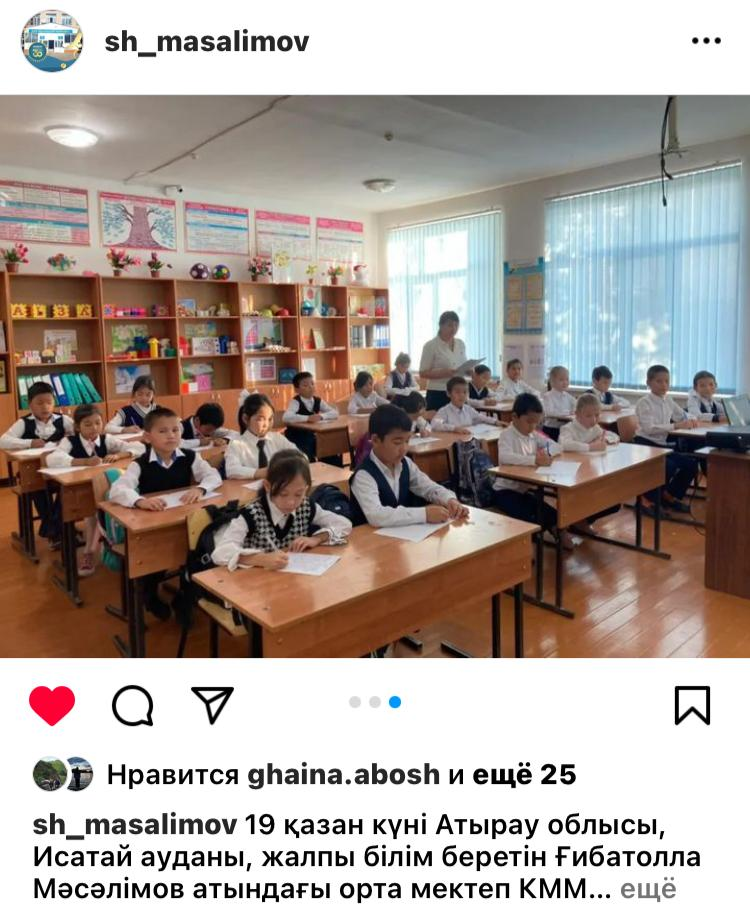 sh_masalimov
Нравится ghaina.abosh и ещё 25
sh_masalimov 19 қазан күні Атырау облысы,
Исатай ауданы, жалпы білім беретін Ғибатолла
Мәсәлімов атындағы орта мектеп КММ... ещё